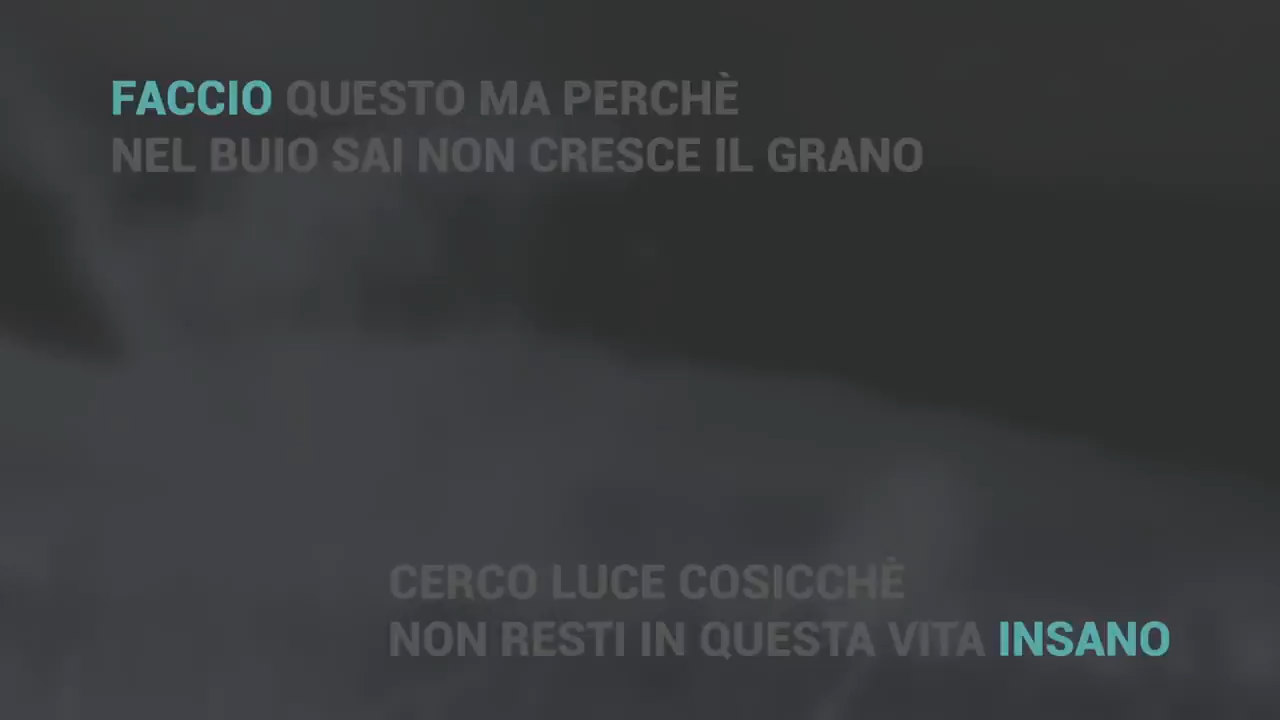 FACCIO QUESTO MA PERCHÈ
NEL BUIO SAI NON CRESCE IL GRANO
CERCO LUCE COSICCHÈ
NON RESTI IN QUESTA VITA INSANO